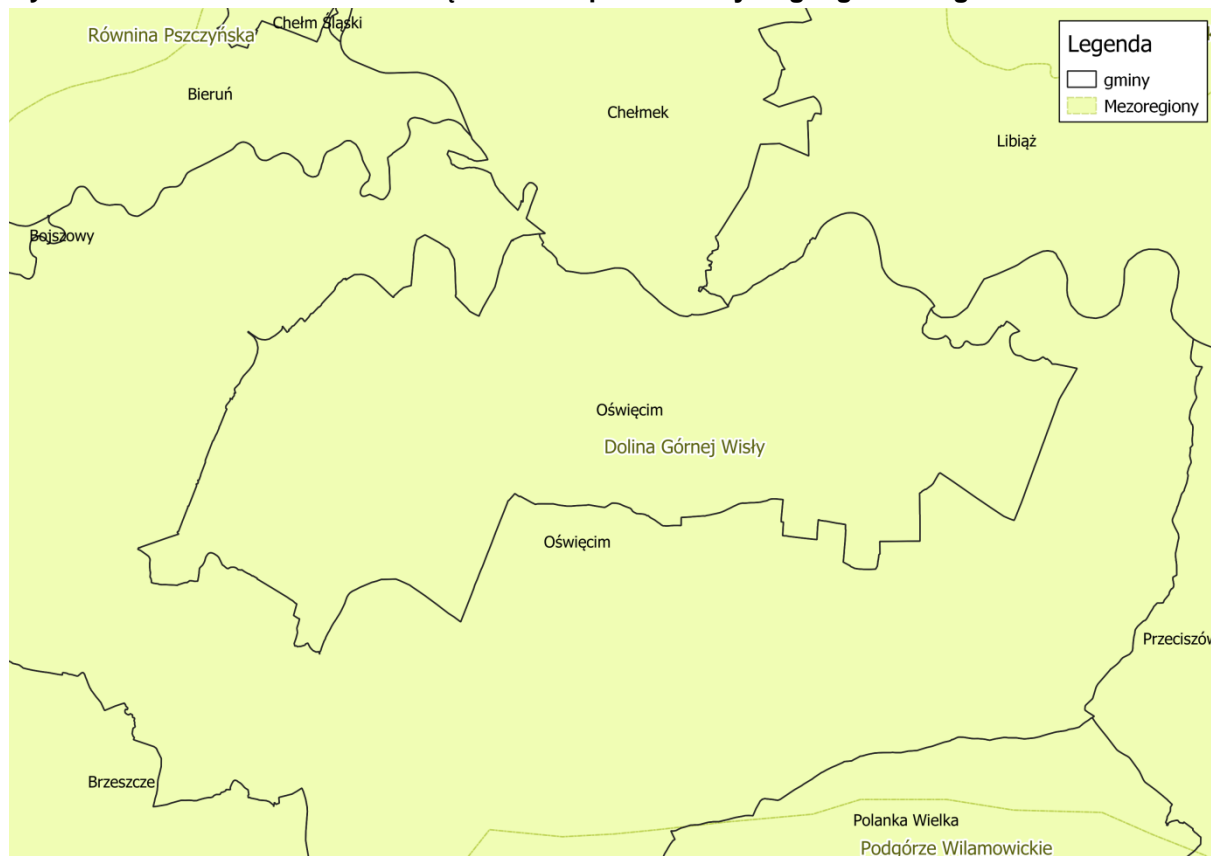 Chełm Śląski
Równina Pszczyńska
Legenda
gminy
Mezoregiony
Bieruń
Chełmek
Libiąż
Bojszowy
Oświęcim
Dolina Górnej Wisły
Oświęcim
Przeciszów
Brzeszcze
Polanka Wielka
Podgórze Wilamowickie